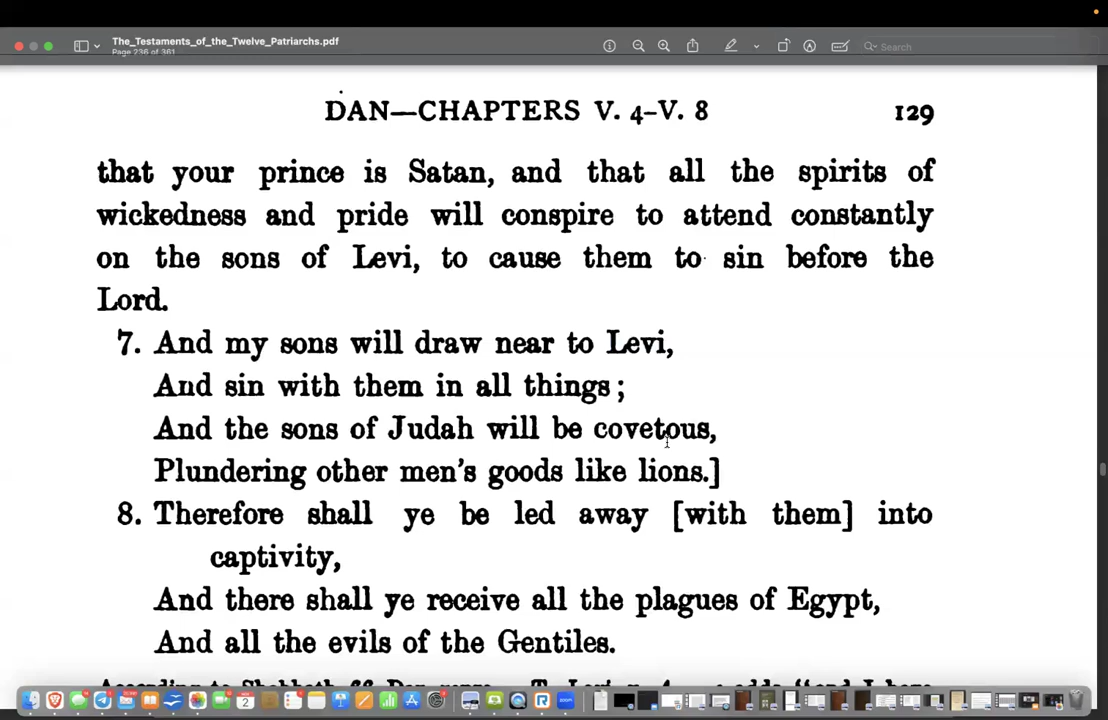 The_Testaments_of_the_Twelve_Patriarchs.pdf
Page 236 of 361
Search
DAN—CHAPTERS V. 4–V. 8 129
that your prince is Satan, and that all the spirits of
wickedness and pride will conspire to attend constantly
on the sons of Levi, to cause them to sin before the
Lord.
7. And my sons will draw near to Levi,
And sin with them in all things ;
And the sons of Judah will be covetous,
Plundering other men's goods like lions.]
8. Therefore shall ye be led away [with them] into
captivity,
And there shall ye receive all the plagues of Egypt,
And all the evils of the Gentiles.